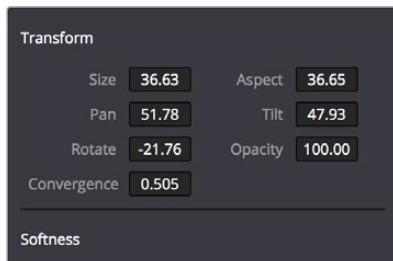 Transform
Size 36.63 Aspect 36.65
Pan 51.78 Tilt 47.93
Rotate -21.76 Opacity 100.00
Convergence 0.505
Softness